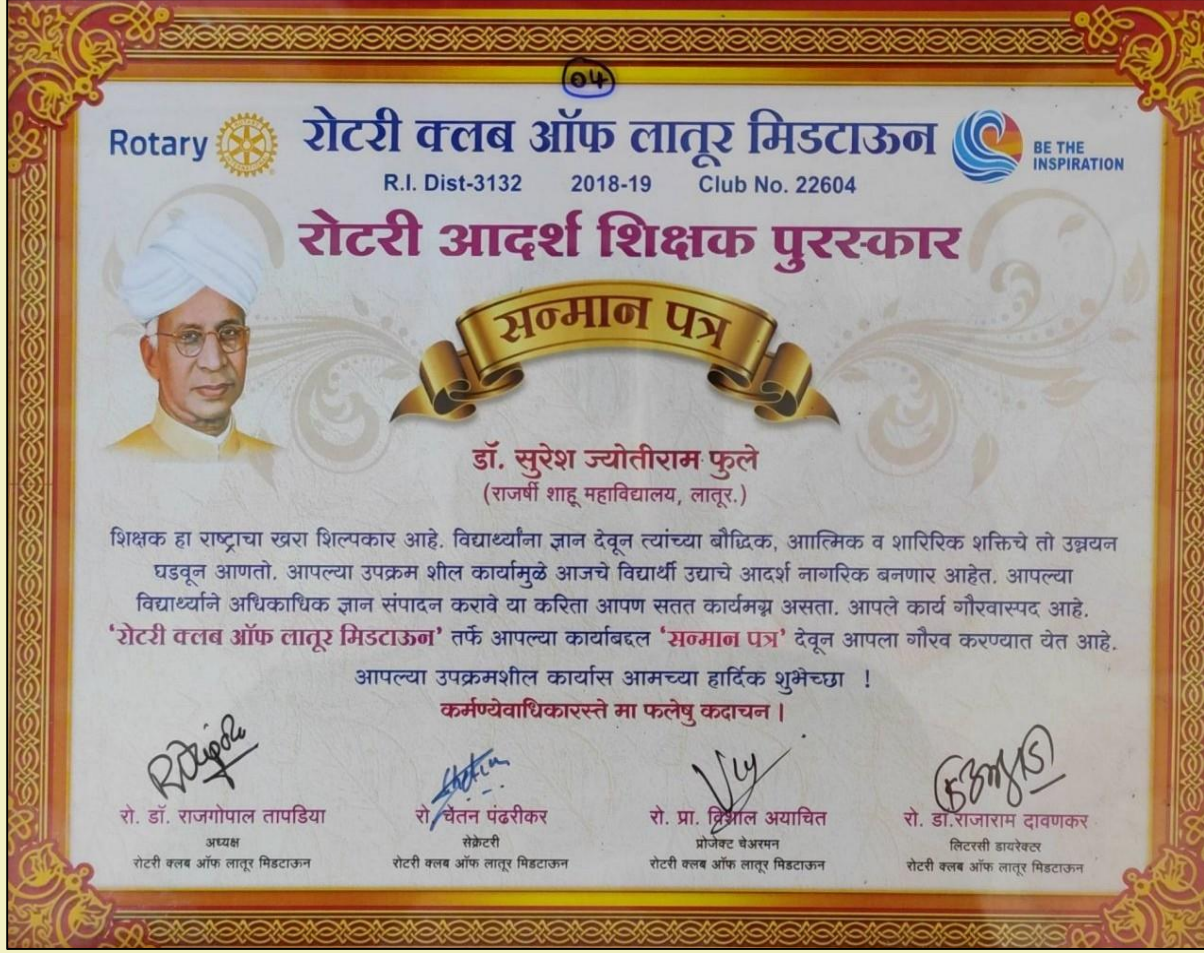 04
Rotary
रोटरी क्लब ऑफ लातूर मिडटाऊन
BE THE
INSPIRATION
R.I. Dist-3132 2018-19 Club No. 22604
रोटरी आदर्श शिक्षक पुरस्कार
सन्मान पत्र
डॉ. सुरेश ज्योतीराम फुले
(राजर्षी शाहू महाविद्यालय, लातूर.)
शिक्षक हा राष्ट्राचा खरा शिल्पकार आहे. विद्यार्थ्यांना ज्ञान देवून त्यांच्या बौद्धिक, आात्मिक व शारिरिक शक्तिचे तो उन्नयन
घडवून आणतो. आपल्या उपक्रम शील कार्यामुळे आजचे विद्यार्थी उद्याचे आदर्श नागरिक बनणार आहेत. आपल्या
विद्यार्थ्याने अधिकाधिक ज्ञान संपादन करावे या करिता आपण सतत कार्यमग्न असता. आपले कार्य गौरवास्पद आहे.
'रोटरी क्लब ऑफ लातूर मिडटाऊन' तर्फे आपल्या कार्याबद्दल 'सन्मान पत्र' देवून आपला गौरव करण्यात येत आहे.
आपल्या उपक्रमशील कार्यास आमच्या हार्दिक शुभेच्छा !
कर्मण्येवाधिकारस्ते मा फलेषु कदाचन |
रो. डॉ. राजगोपाल तापडिया रो. चेतन पंढरीकर रो. प्रा. विशाल अयाचित रो. डॉ.राजाराम दावणकर
अध्यक्ष सेक्रेटरी प्रोजेक्ट चेअरमन लिटरसी डायरेक्टर
रोटरी क्लब ऑफ लातूर मिडटाऊन रोटरी क्लब ऑफ लातूर मिडटाऊन रोटरी क्लब ऑफ लातूर मिडटाऊन रोटरी क्लब ऑफ लातूर मिडटाऊन